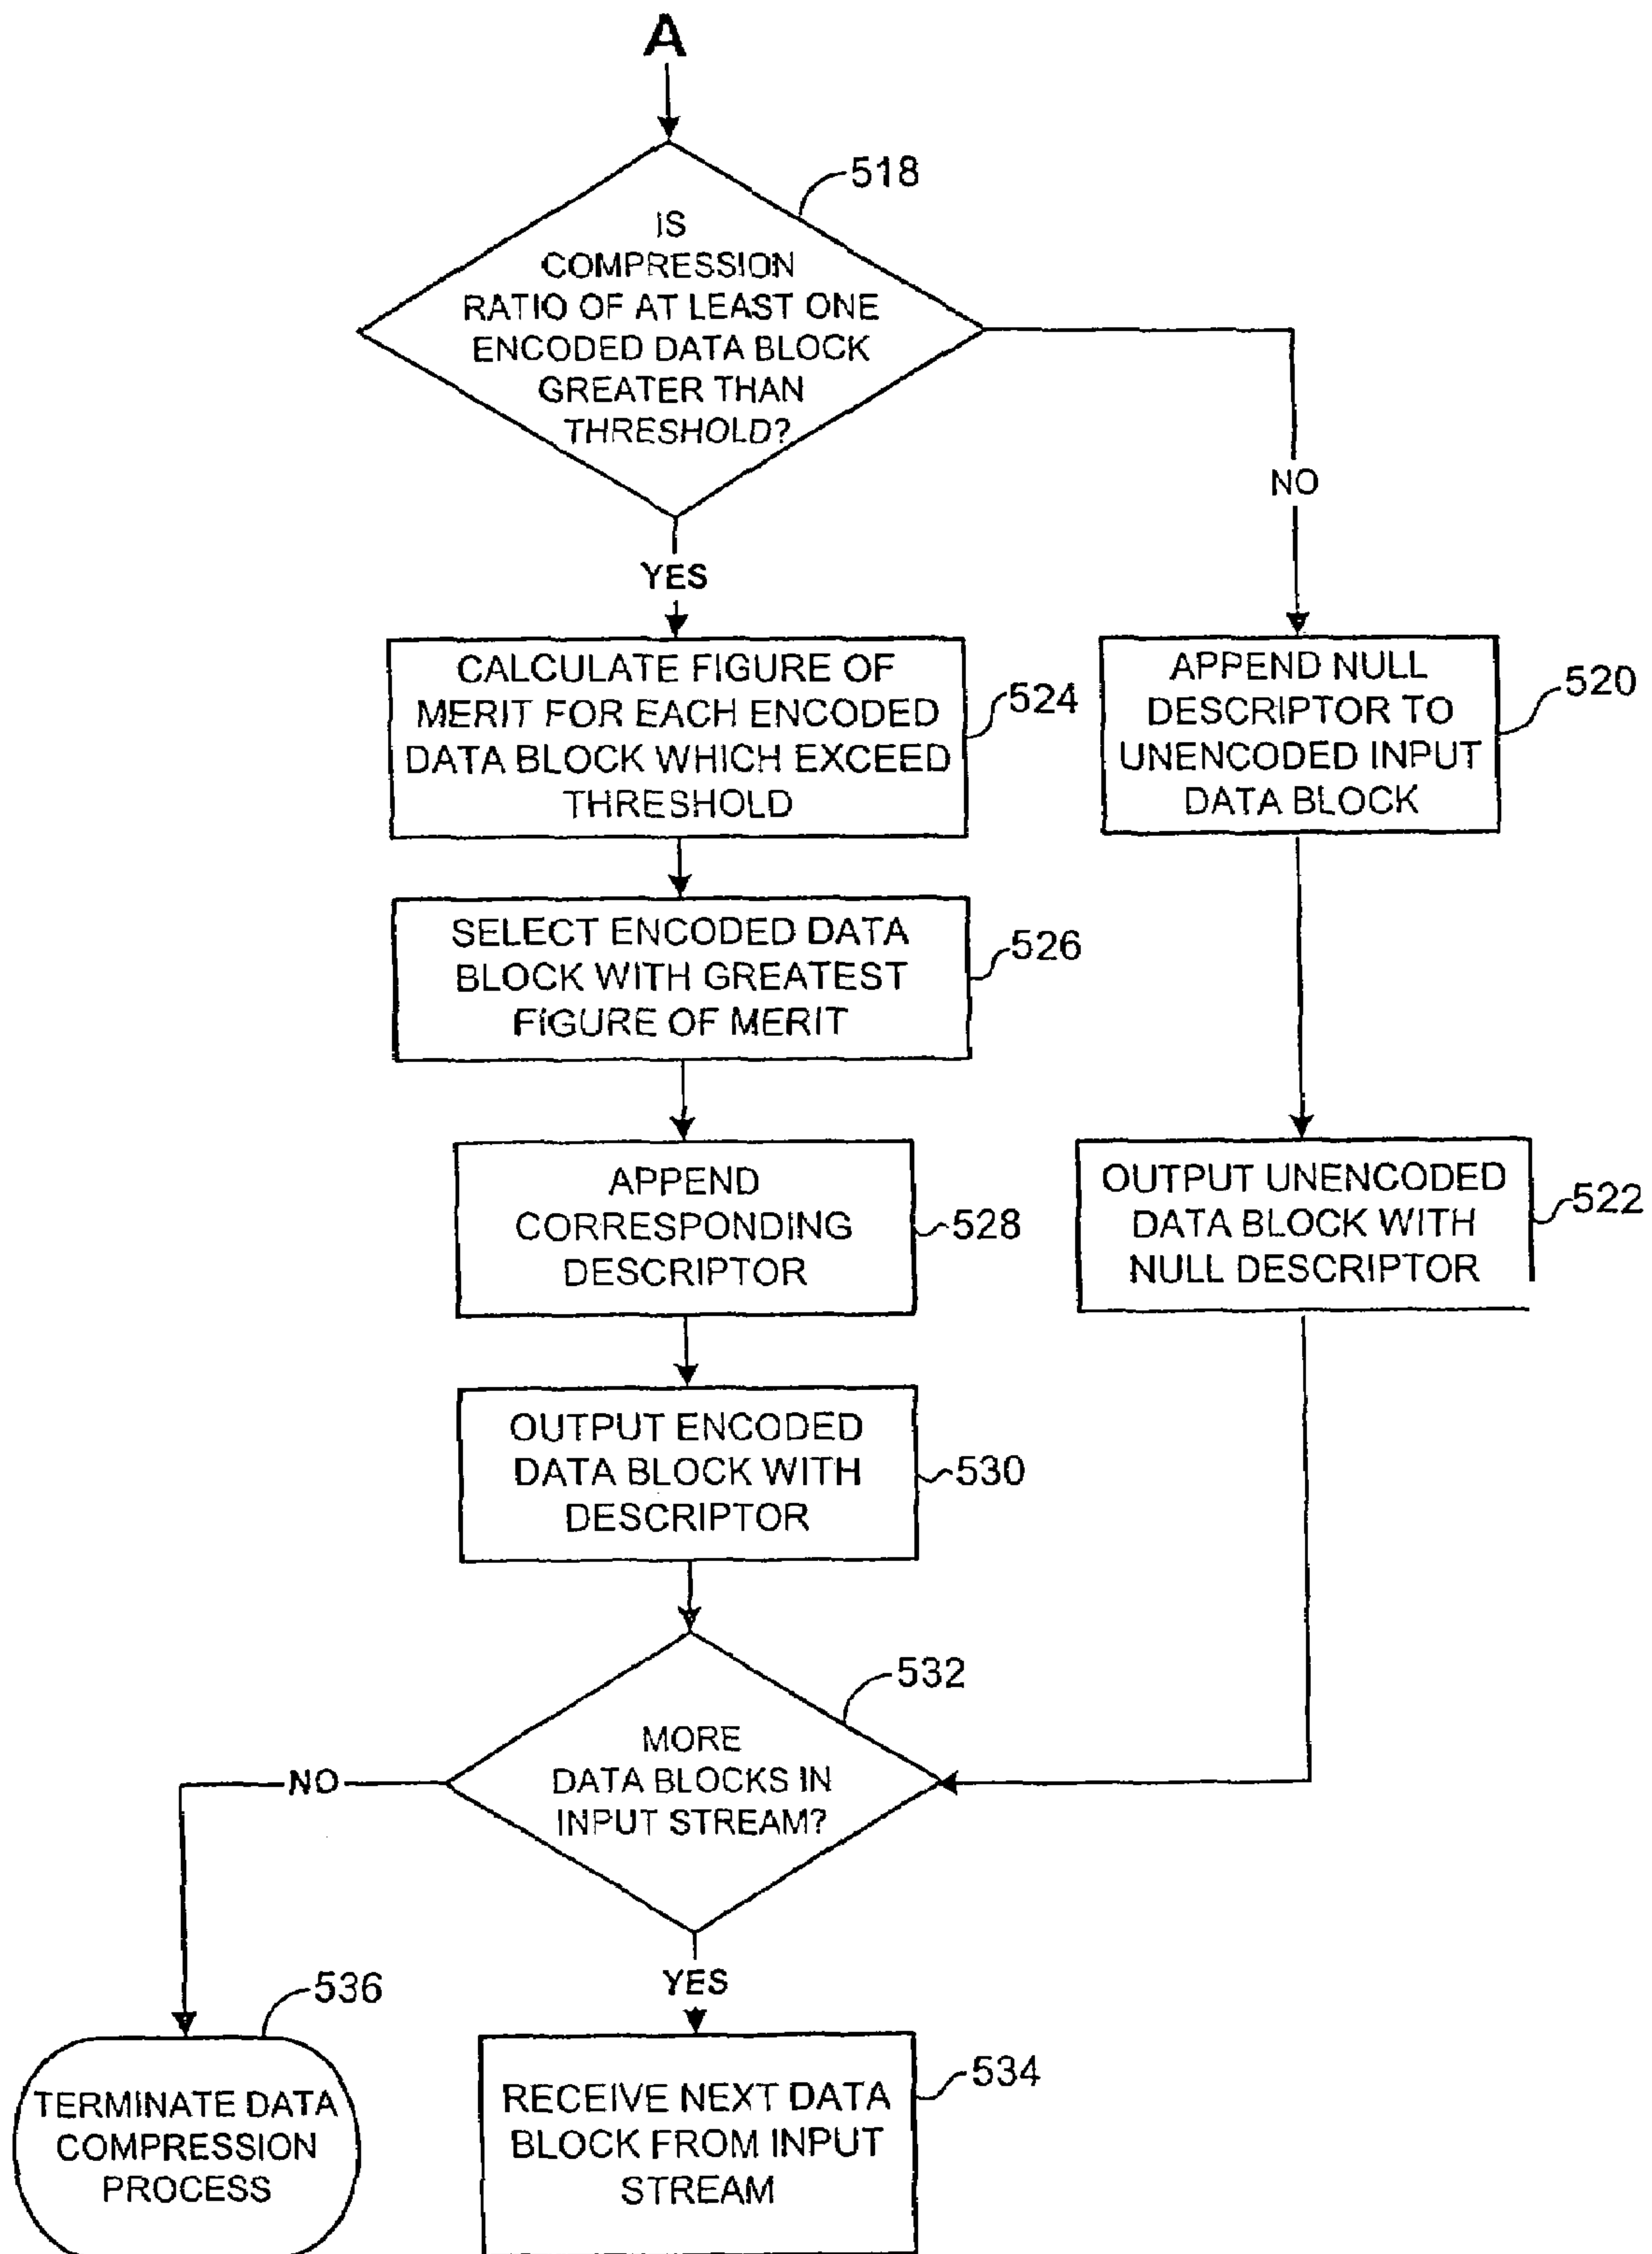 A
518
IS
COMPRESSION
RATIO OF AT LEAST ONE
ENCODED DATA BLOCK
GREATER THAN
THRESHOLD?
NO
YES
CALCULATE FIGURE OF
MERIT FOR EACH ENCODED
DATA BLOCK WHICH EXCEED
THRESHOLD
524
APPEND NULL
DESCRIPTOR TO
UNENCODED INPUT
DATA BLOCK
520
SELECT ENCODED DATA
BLOCK WITH GREATEST
FIGURE OF MERIT
526
APPEND
CORRESPONDING
DESCRIPTOR
528
OUTPUT UNENCODED
DATA BLOCK WITH
NULL DESCRIPTOR
522
OUTPUT ENCODED
DATA BLOCK WITH
DESCRIPTOR
530
532
MORE
DATA BLOCKS IN
INPUT STREAM?
NO
YES
536
TERMINATE DATA
COMPRESSION
PROCESS
RECEIVE NEXT DATA
BLOCK FROM INPUT
STREAM
534